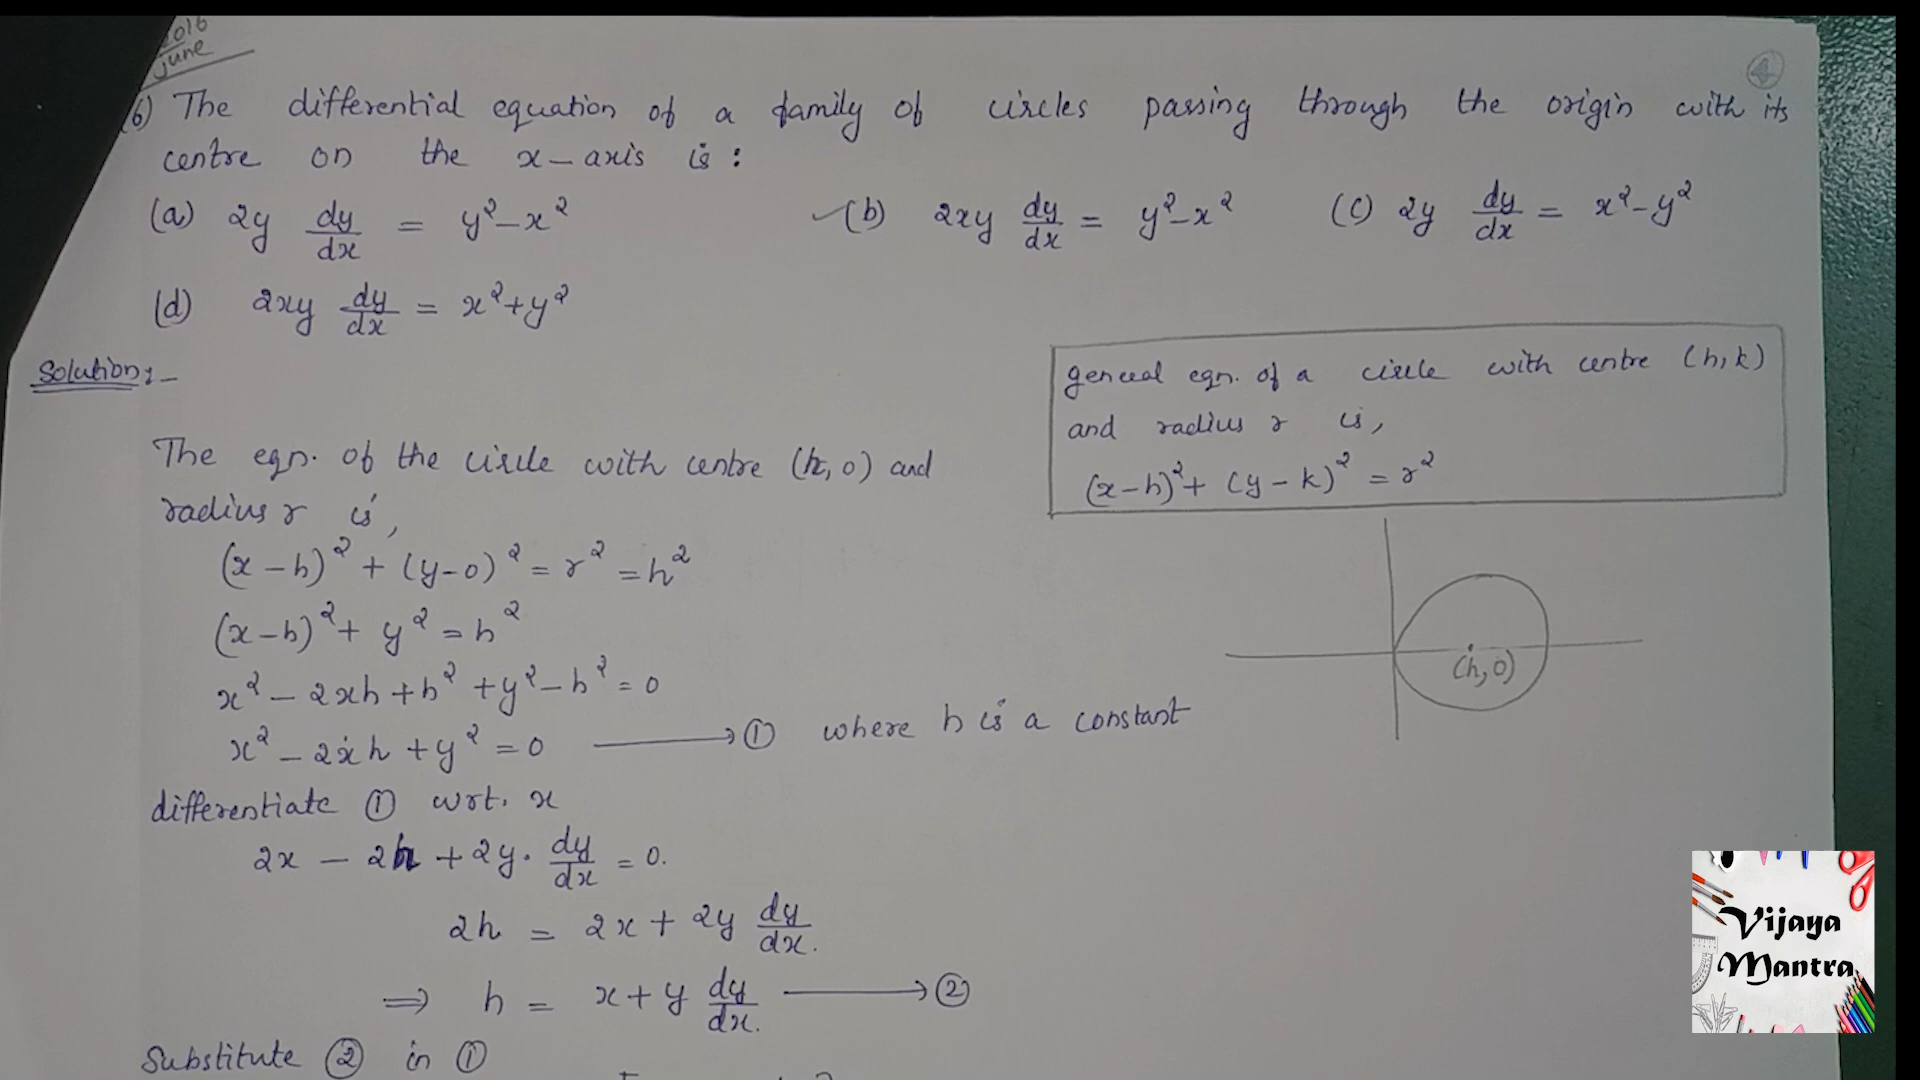 2016
June
④
6) The differential equation of a family of circles passing through the origin with its
centre on the x-axis is :
(a) 2y dy/dx = y² - x² ✓(b) 2xy dy/dx = y² - x² (c) 2y dy/dx = x² - y²
(d) 2xy dy/dx = x² + y²
Solution:-
general eqn. of a circle with centre (h, k)
and radius r is,
(x-h)² + (y-k)² = r²
The eqn. of the circle with centre (h, 0) and
radius r is,
(x-h)² + (y-0)² = r² = h²
(x-h)² + y² = h²
x² - 2xh + h² + y² - h² = 0
x² - 2xh + y² = 0 ⟶ ① where h is a constant
(h, 0)
differentiate ① wrt. x
2x - 2h + 2y. dy/dx = 0.
2h = 2x + 2y dy/dx.
⇒ h = x + y dy/dx. ⟶ ②
Substitute ② in ①
Vijaya
Mantra